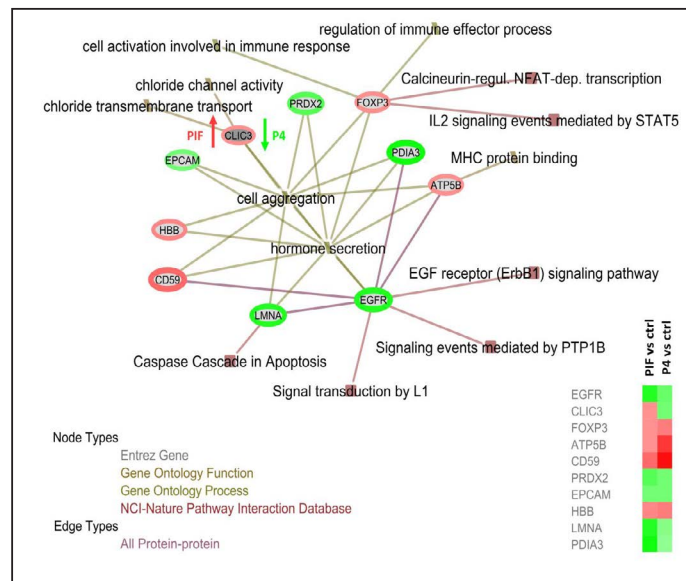 regulation of immune effector process
cell activation involved in immune response
Calcineurin-regul. NFAT-dep. transcription
chloride channel activity
PRDX2
FOXP3
chloride transmembrane transport
IL2 signaling events mediated by STAT5
PIF
CLIC3
P4
PDIA3
MHC protein binding
EPCAM
ATP5B
cell aggregation
HBB
hormone secretion
EGF receptor (ErbB1) signaling pathway
CD59
EGFR
LMNA
Signaling events mediated by PTP1B
Caspase Cascade in Apoptosis
Signal transduction by L1
PIF vs ctrl
P4 vs ctrl
EGFR
CLIC3
FOXP3
ATP5B
CD59
PRDX2
EPCAM
HBB
LMNA
PDIA3
Node Types
Entrez Gene
Gene Ontology Function
Gene Ontology Process
NCI-Nature Pathway Interaction Database
Edge Types
All Protein-protein